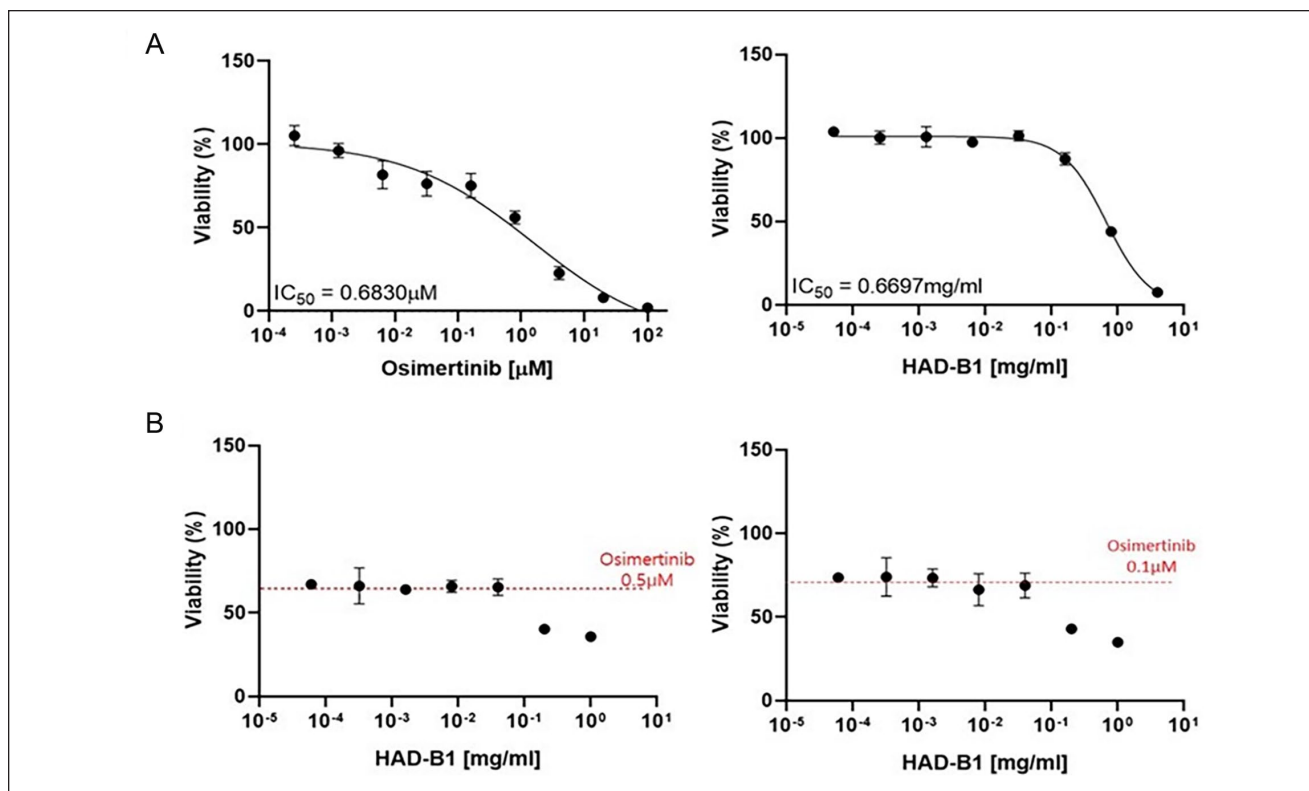 A
150
100
50
0
Viability (%)
IC50 = 0.6830μM
10-4 10-3 10-2 10-1 100 101 102
Osimertinib [μM]
150
100
50
0
Viability (%)
IC50 = 0.6697mg/ml
10-5 10-4 10-3 10-2 10-1 100 101
HAD-B1 [mg/ml]
B
150
100
50
0
Viability (%)
Osimertinib
0.5μM
10-5 10-4 10-3 10-2 10-1 100 101
HAD-B1 [mg/ml]
150
100
50
0
Viability (%)
Osimertinib
0.1μM
10-5 10-4 10-3 10-2 10-1 100 101
HAD-B1 [mg/ml]